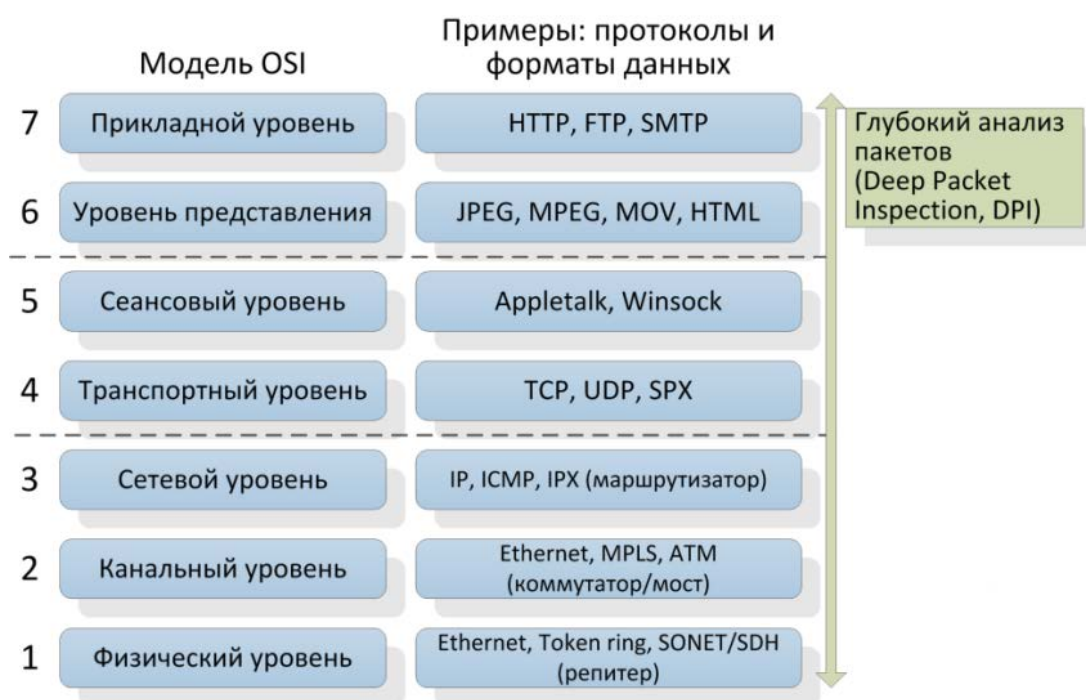 Модель OSI
Примеры: протоколы и
форматы данных
7
Прикладной уровень
HTTP, FTP, SMTP
6
Уровень представления
JPEG, MPEG, MOV, HTML
5
Сеансовый уровень
Appletalk, Winsock
4
Транспортный уровень
TCP, UDP, SPX
3
Сетевой уровень
IP, ICMP, IPX (маршрутизатор)
2
Канальный уровень
Ethernet, MPLS, ATM
(коммутатор/мост)
1
Физический уровень
Ethernet, Token ring, SONET/SDH
(репитер)
Глубокий анализ
пакетов
(Deep Packet
Inspection, DPI)